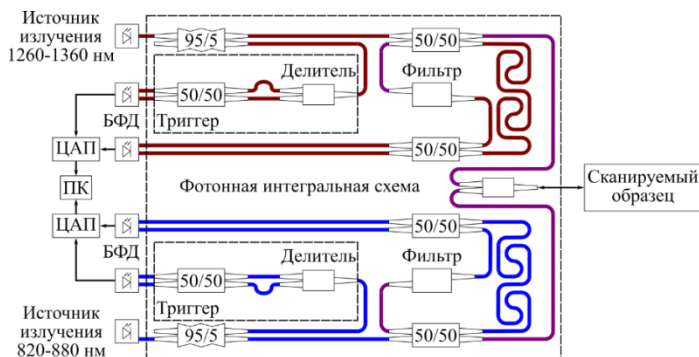 Источник
излучения
1260-1360 нм
95/5
50/50
Делитель
Фильтр
50/50
БФД
Триггер
ЦАП
50/50
ПК
Фотонная интегральная схема
Сканируемый
образец
ЦАП
50/50
БФД
Делитель
Фильтр
50/50
Триггер
Источник
излучения
820-880 нм
95/5
50/50